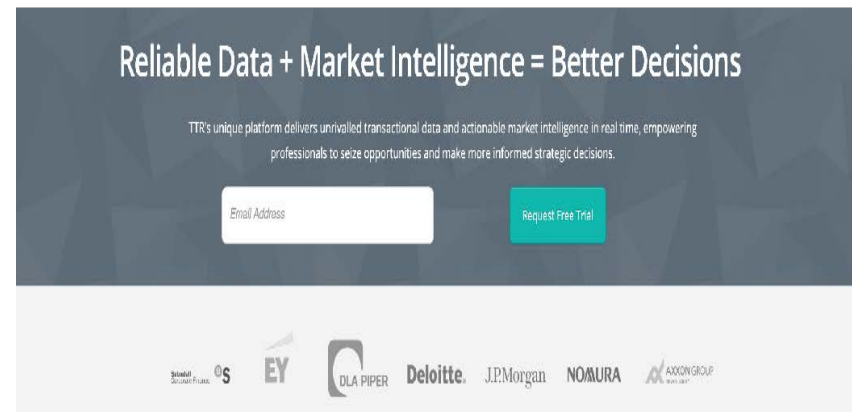 Reliable Data + Market Intelligence = Better Decisions
TTR's unique platform delivers unrivalled transactional data and actionable market intelligence in real time, empowering
professionals to seize opportunities and make more informed strategic decisions.
Email Address
Request Free Trial
S EY DLA PIPER Deloitte. J.P.Morgan NOMURA AXXON GROUP